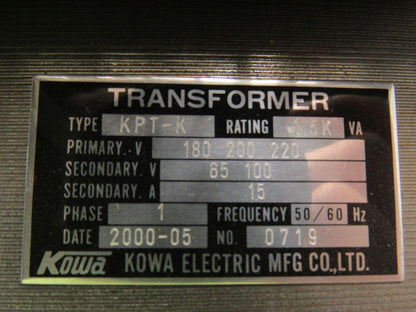 TRANSFORMER
TYPE KPT-K RATING .5K VA
PRIMARY. V 180 200 220
SECONDARY. V 65 100
SECONDARY. A 15
PHASE 1 FREQUENCY 50/60 Hz
DATE 2000-05 NO. 0719
Kowa KOWA ELECTRIC MFG CO.,LTD.